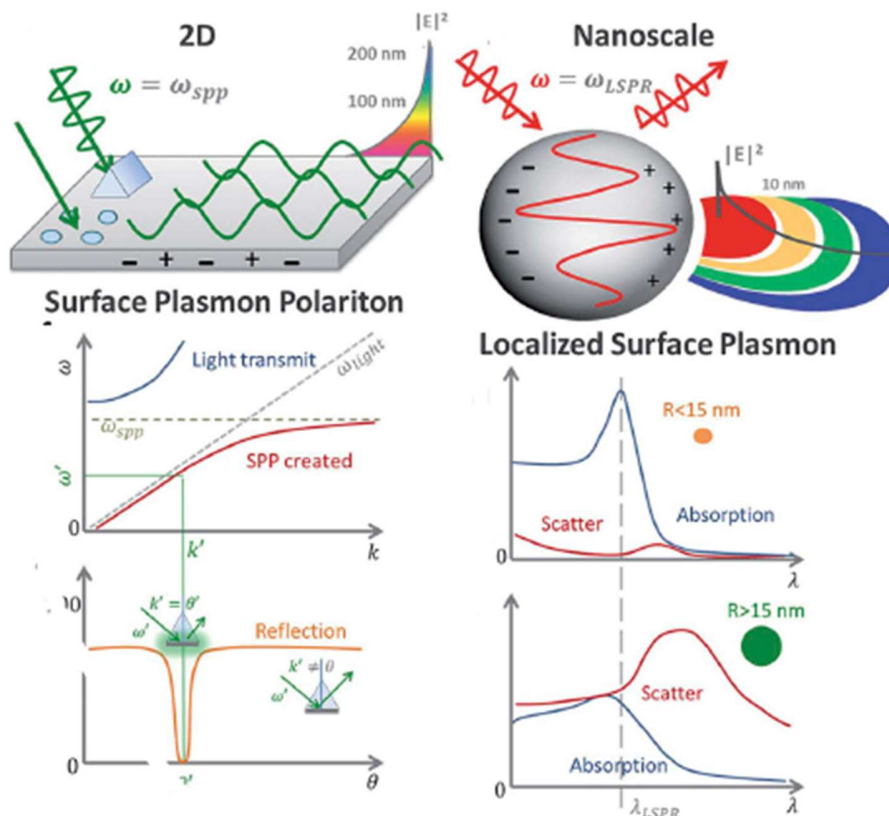 2D
Nanoscale
|E|²
200 nm
100 nm
ω = ω_spp
ω = ω_LSPR
|E|²
10 nm
- - - - -
+ + + + +
- + - + -
Surface Plasmon Polariton
Localized Surface Plasmon
ω
Light transmit
ω_light
ω_spp
SPP created
ω'
0
k'
k
k' = θ'
ω'
Reflection
k' ≠ θ
ω'
0
θ
R<15 nm
Scatter
Absorption
0
λ
R>15 nm
Scatter
Absorption
0
λ_LSPR
λ